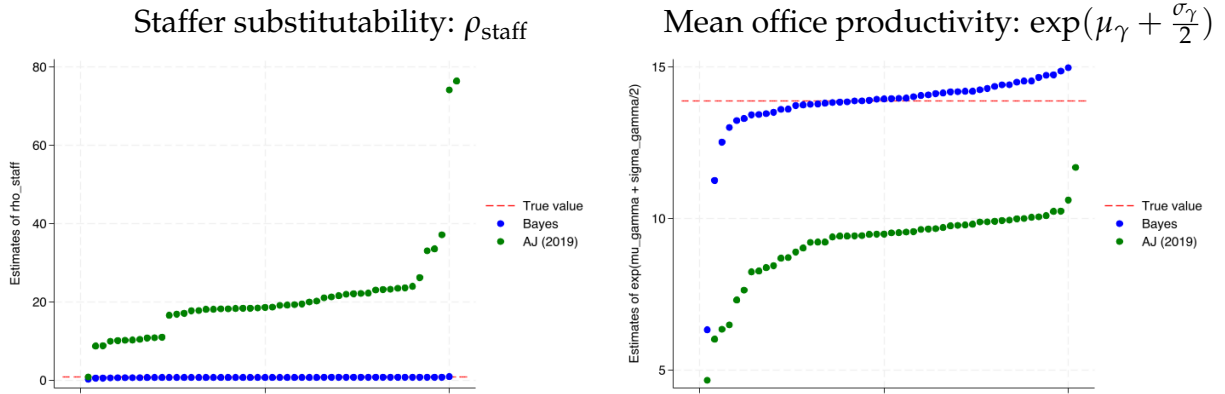 Staffer substitutability: ρ_staff
80
60
40
20
0
Estimates of rho_staff
True value
Bayes
AJ (2019)
Mean office productivity: exp(μ_γ + σ_γ/2)
15
10
5
Estimates of exp(mu_gamma + sigma_gamma/2)
True value
Bayes
AJ (2019)